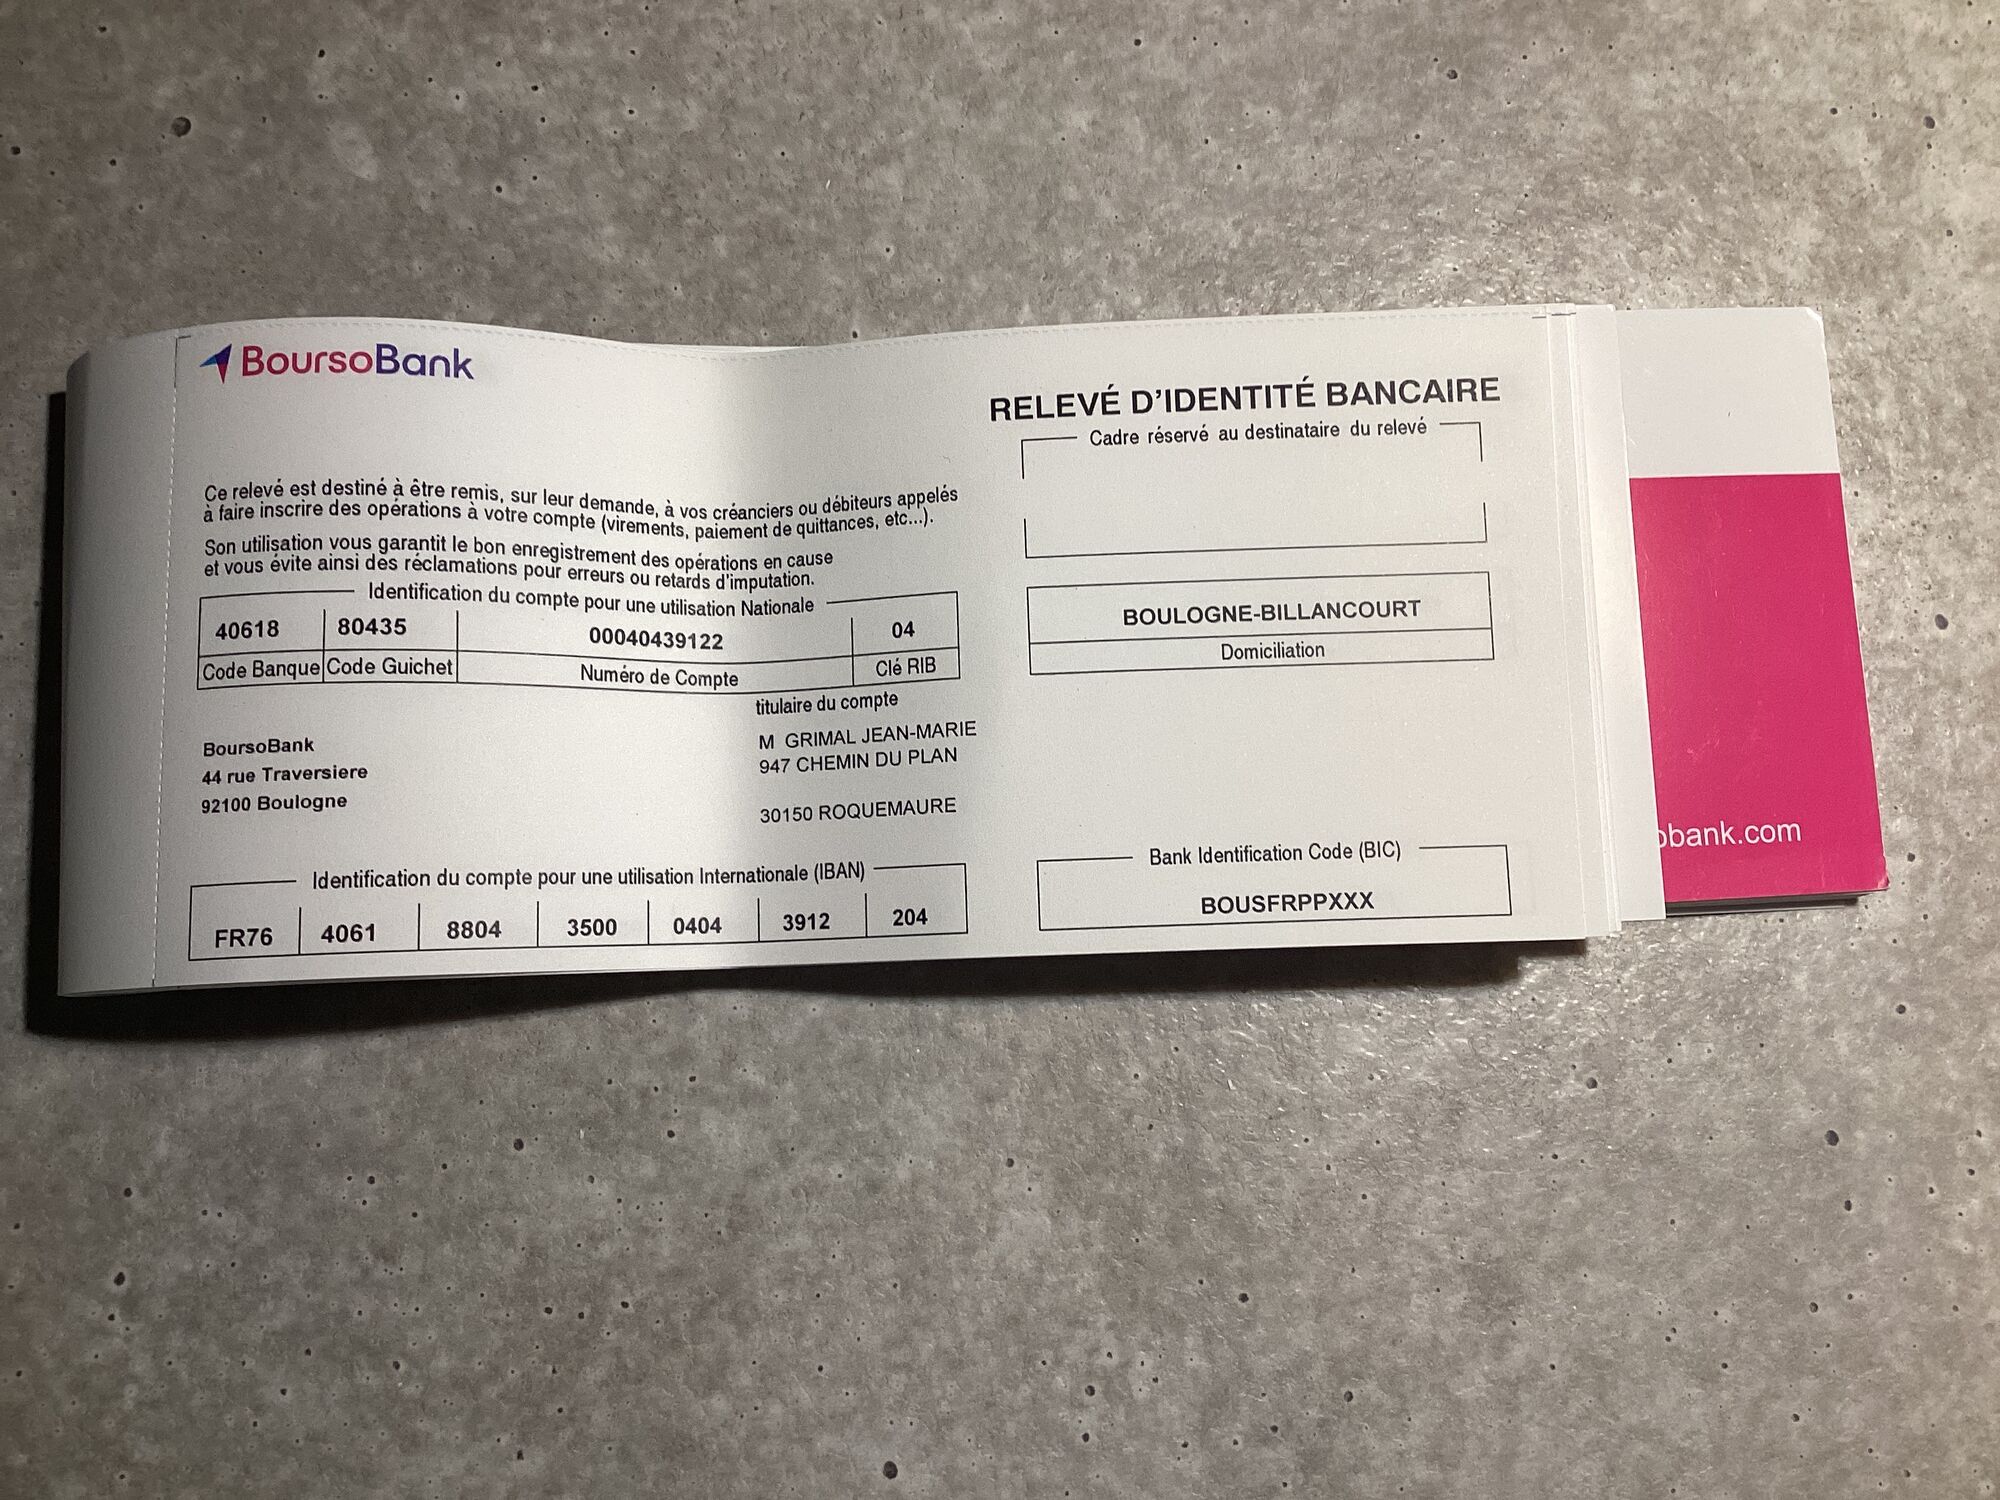 BoursoBank
RELEVÉ D'IDENTITÉ BANCAIRE
Cadre réservé au destinataire du relevé
Ce relevé est destiné à être remis, sur leur demande, à vos créanciers ou débiteurs appelés
à faire inscrire des opérations à votre compte (virements, paiement de quittances, etc...).
Son utilisation vous garantit le bon enregistrement des opérations en cause
et vous évite ainsi des réclamations pour erreurs ou retards d'imputation.
Identification du compte pour une utilisation Nationale
40618 80435 00040439122 04
Code Banque Code Guichet Numéro de Compte Clé RIB
BOULOGNE-BILLANCOURT
Domiciliation
titulaire du compte
M GRIMAL JEAN-MARIE
947 CHEMIN DU PLAN
30150 ROQUEMAURE
BoursoBank
44 rue Traversiere
92100 Boulogne
Identification du compte pour une utilisation Internationale (IBAN)
FR76 4061 8804 3500 0404 3912 204
Bank Identification Code (BIC)
BOUSFRPPXXX
obank.com